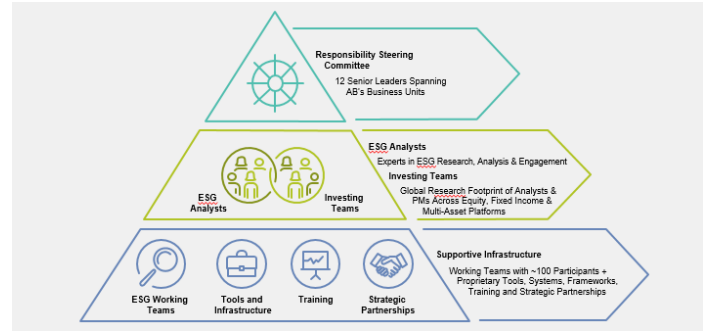 Responsibility Steering
Committee
12 Senior Leaders Spanning
AB's Business Units
ESG Analysts
Experts in ESG Research, Analysis & Engagement
Investing Teams
Global Research Footprint of Analysts &
PMs Across Equity, Fixed Income &
Multi-Asset Platforms
ESG
Analysts
Investing
Teams
Supportive Infrastructure
Working Teams with ~100 Participants +
Proprietary Tools, Systems, Frameworks,
Training and Strategic Partnerships
ESG Working
Teams
Tools and
Infrastructure
Training
Strategic
Partnerships